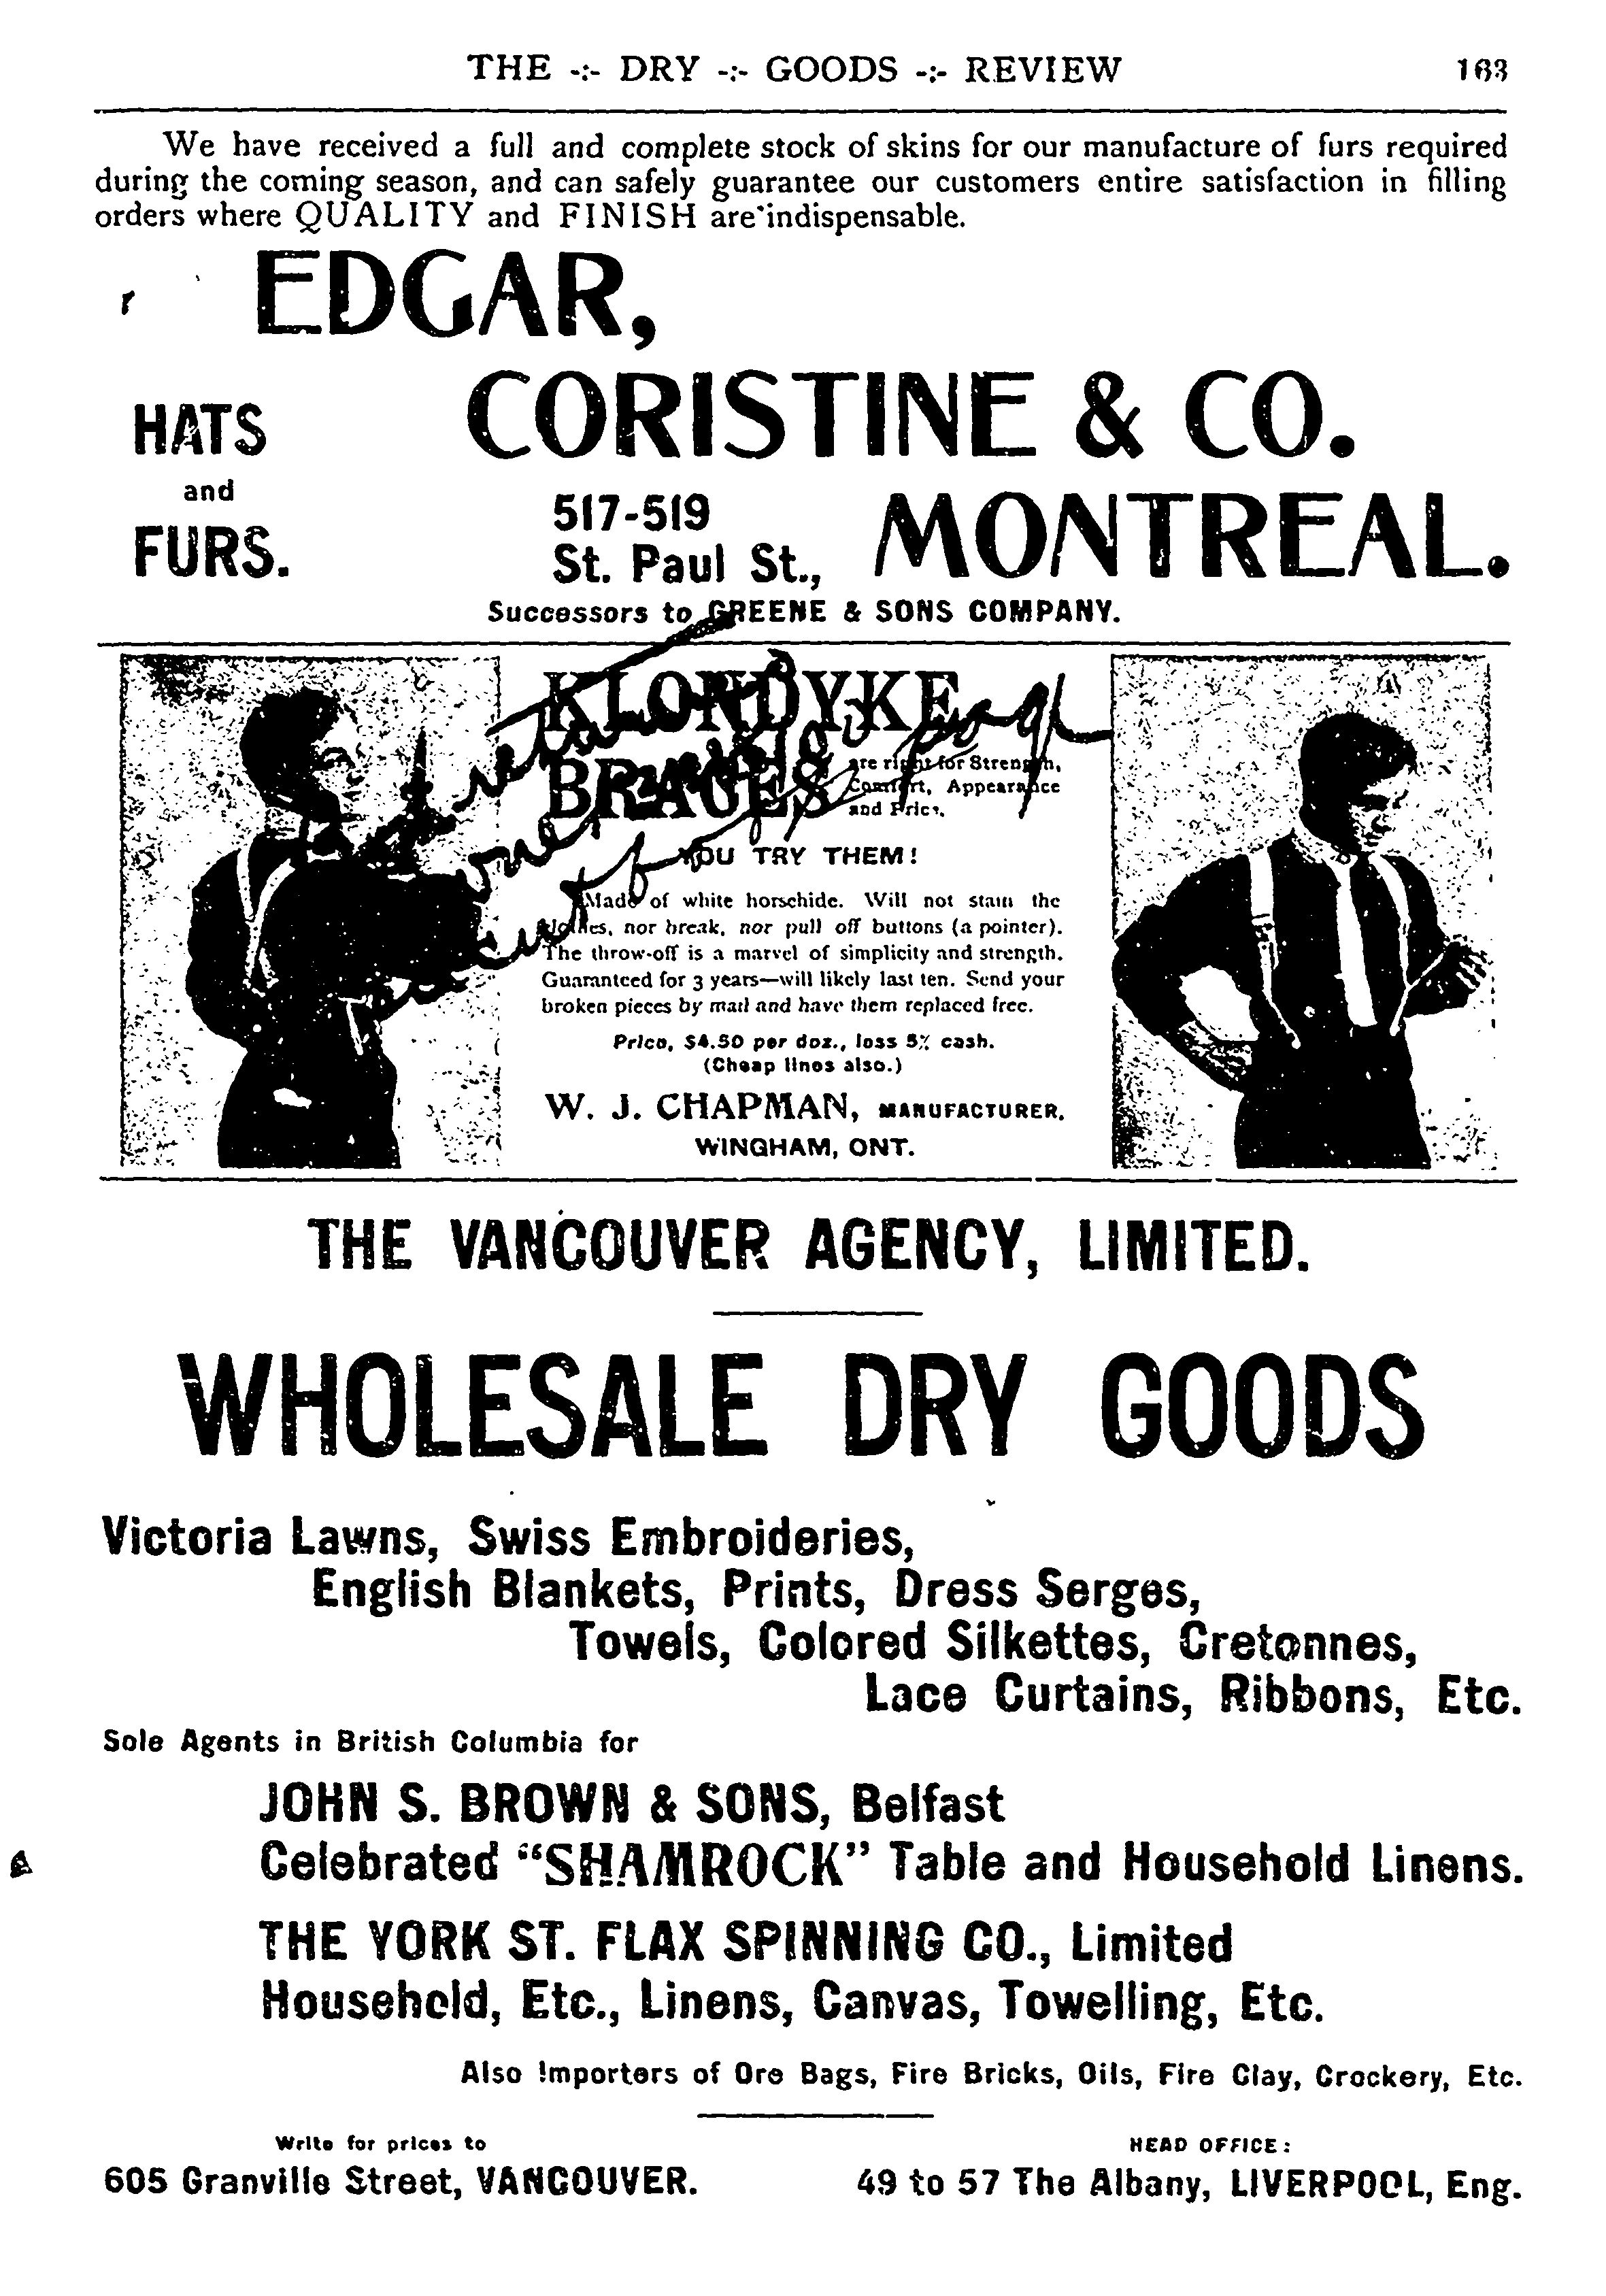 THE -:- DRY -:- GOODS -:- REVIEW 163
We have received a full and complete stock of skins for our manufacture of furs required
during the coming season, and can safely guarantee our customers entire satisfaction in filling
orders where QUALITY and FINISH are indispensable.
EDGAR,
CORISTINE & CO.
HATS
and
FURS.
517-519
St. Paul St.,
MONTREAL.
Successors to GREENE & SONS COMPANY.
KLONDYKE
BRACES
are right for Strength,
Comfort, Appearance
and Price.
YOU TRY THEM!
Made of white horsehide. Will not stain the
clothes, nor break, nor pull off buttons (a pointer).
The throw-off is a marvel of simplicity and strength.
Guaranteed for 3 years—will likely last ten. Send your
broken pieces by mail and have them replaced free.
Price, $4.50 per doz., less 5% cash.
(Cheap lines also.)
W. J. CHAPMAN, MANUFACTURER,
WINGHAM, ONT.
THE VANCOUVER AGENCY, LIMITED.
WHOLESALE DRY GOODS
Victoria Lawns, Swiss Embroideries,
English Blankets, Prints, Dress Serges,
Towels, Colored Silkettes, Cretonnes,
Lace Curtains, Ribbons, Etc.
Sole Agents in British Columbia for
JOHN S. BROWN & SONS, Belfast
Celebrated "SHAMROCK" Table and Household Linens.
THE YORK ST. FLAX SPINNING CO., Limited
Household, Etc., Linens, Canvas, Towelling, Etc.
Also Importers of Ore Bags, Fire Bricks, Oils, Fire Clay, Crockery, Etc.
Write for prices to
605 Granville Street, VANCOUVER.
HEAD OFFICE:
49 to 57 The Albany, LIVERPOOL, Eng.